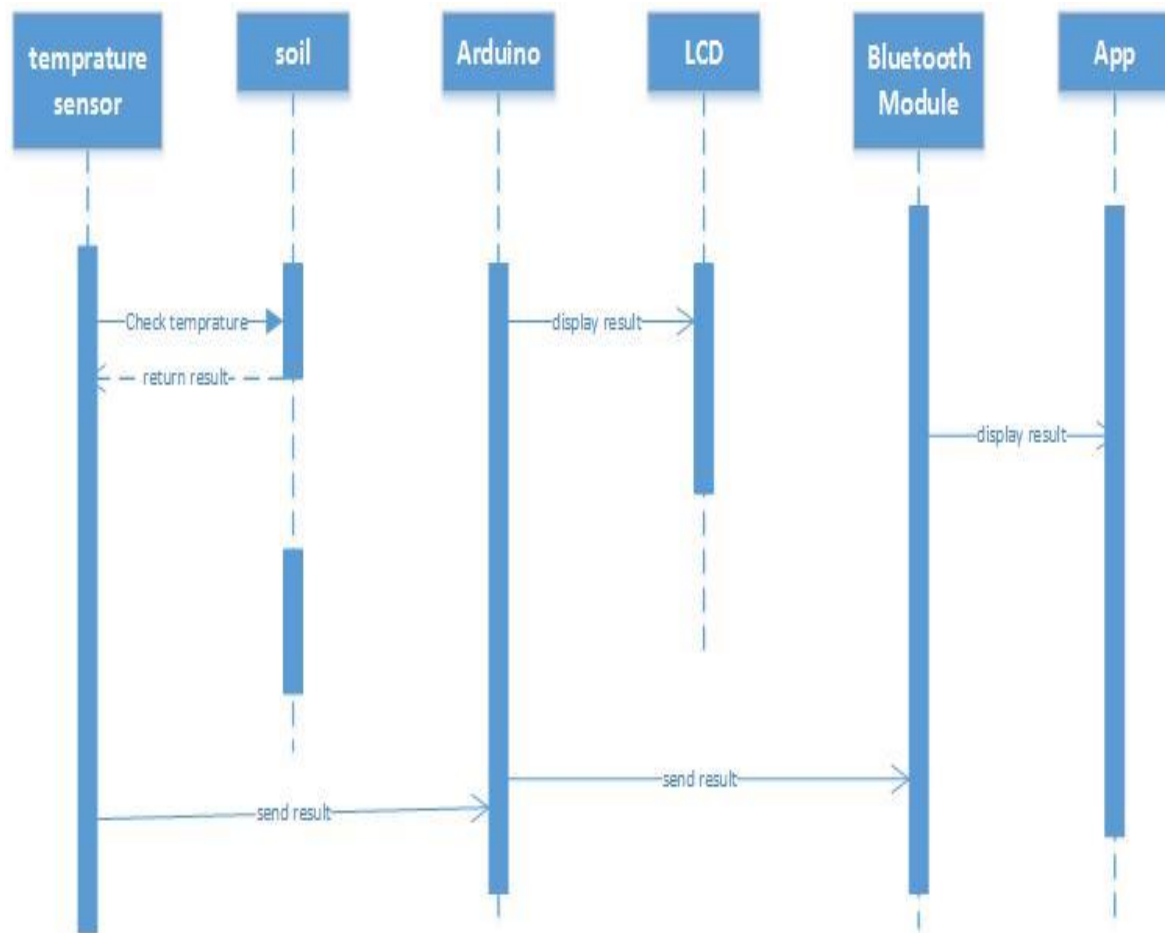 temprature
sensor
soil
Arduino
LCD
Bluetooth
Module
App
Check temprature
display result
return result
display result
send result
send result